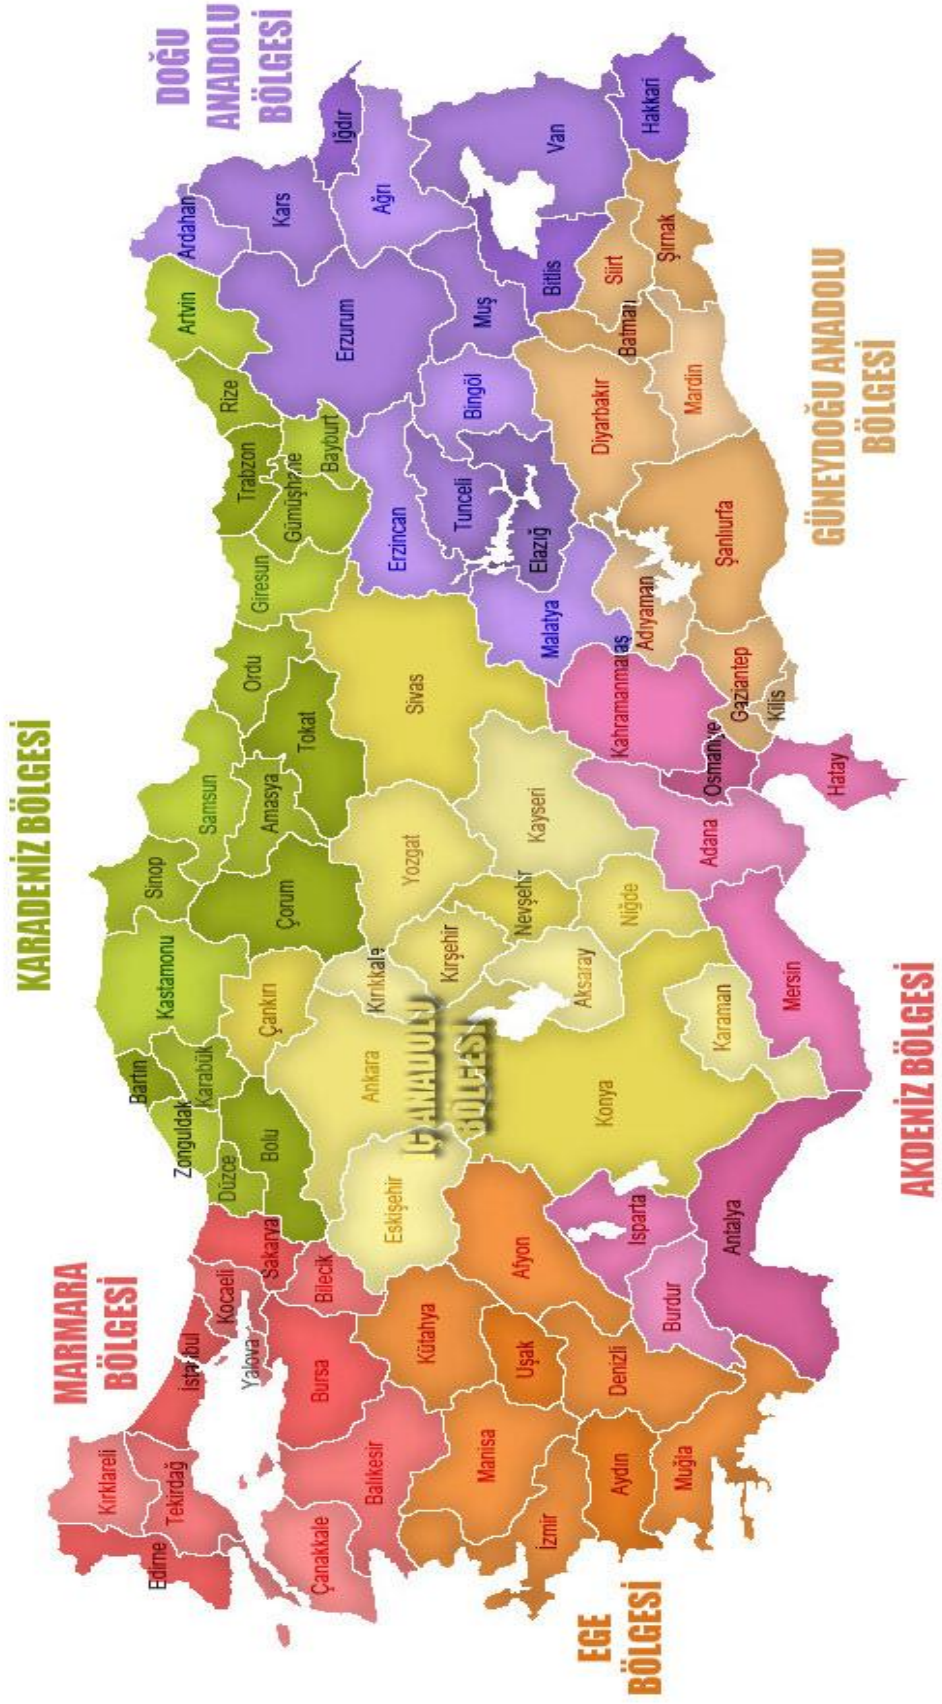 KARADENİZ BÖLGESİ
MARMARA
BÖLGESİ
DOĞU
ANADOLU
BÖLGESİ
Kırklareli
Edirne
Tekirdağ
İstanbul
Kocaeli
Yalova
Sakarya
Bilecik
Bursa
Balıkesir
Çanakkale
Düzce
Zonguldak
Bartın
Karabük
Bolu
Kastamonu
Sinop
Çorum
Samsun
Amasya
Tokat
Ordu
Giresun
Trabzon
Gümüşhane
Bayburt
Rize
Artvin
Ardahan
Kars
Iğdır
Ağrı
Erzurum
Erzincan
Tunceli
Bingöl
Muş
Bitlis
Van
Hakkari
Elazığ
Malatya
Çankırı
Ankara
Kırıkkale
Kırşehir
Yozgat
Sivas
Kayseri
Nevşehir
Niğde
Aksaray
Konya
Karaman
Eskişehir
İÇ ANADOLU
BÖLGESİ
Kütahya
Afyon
Uşak
Manisa
İzmir
Aydın
Denizli
Muğla
Isparta
Burdur
Antalya
Mersin
Adana
Osmaniye
Hatay
Kahramanmaraş
Adıyaman
Gaziantep
Kilis
Şanlıurfa
Diyarbakır
Mardin
Batman
Siirt
Şırnak
EGE
BÖLGESİ
AKDENİZ BÖLGESİ
GÜNEYDOĞU ANADOLU
BÖLGESİ